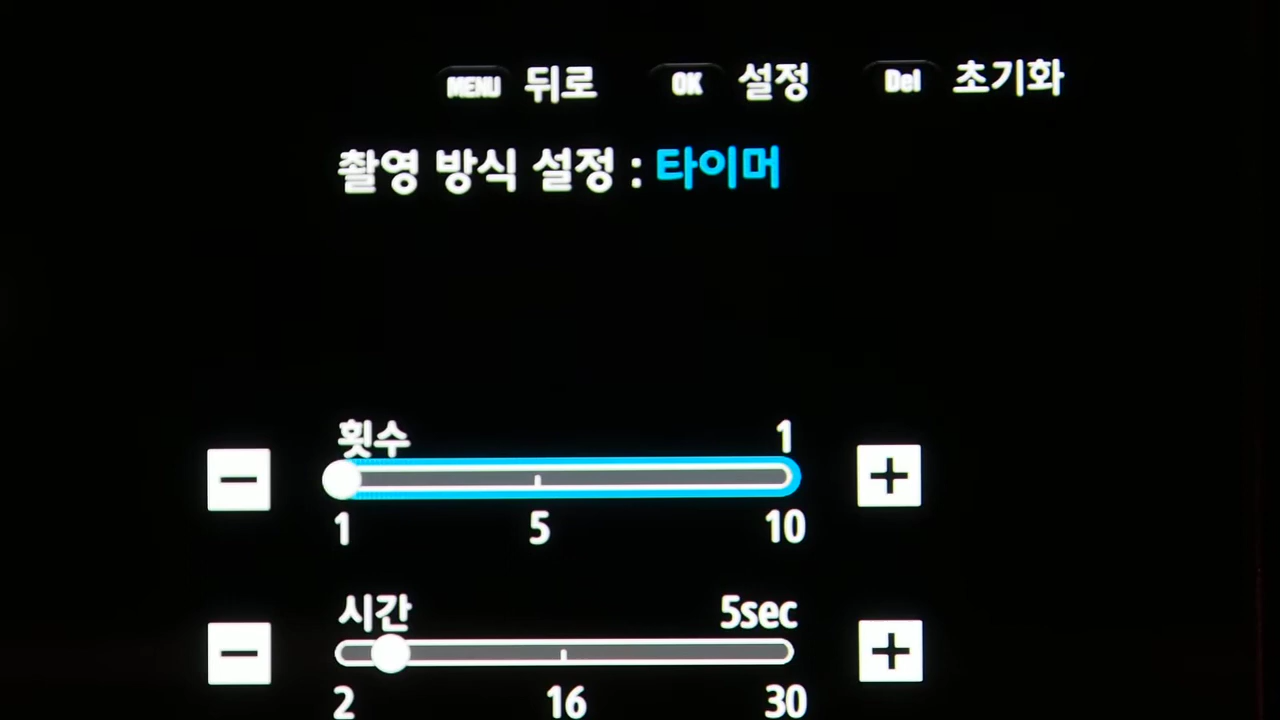 MENU 뒤로 OK 설정 Del 초기화
촬영 방식 설정 : 타이머
횟수 1
− +
1 5 10
시간 5sec
− +
2 16 30